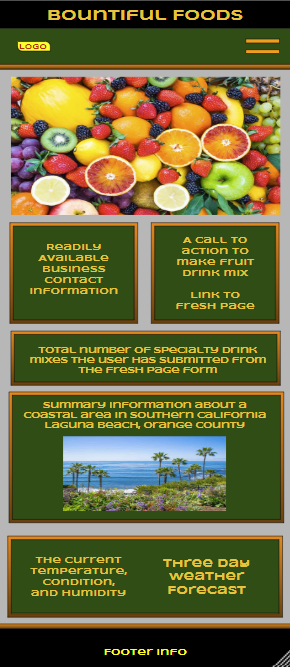 BOUNTIFUL FOODS
LOGO
Readily
Available
Business
Contact
Information
A call to
action to
make fruit
drink mix
Link to
Fresh page
Total number of specialty drink
mixes the user has submitted from
the Fresh page form
Summary information about a
coastal area in Southern California
Laguna Beach, Orange County
The current
temperature,
condition,
and humidity
Three day
weather
forecast
Footer info